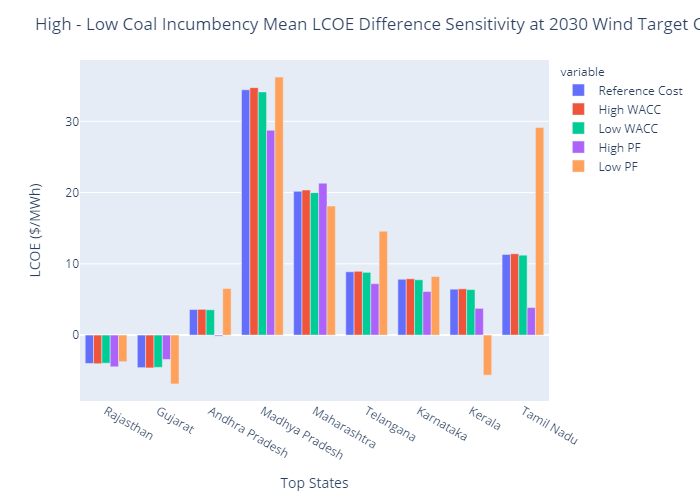 High - Low Coal Incumbency Mean LCOE Difference Sensitivity at 2030 Wind Target
variable
Reference Cost
High WACC
Low WACC
High PF
Low PF
LCOE ($/MWh)
30
20
10
0
Rajasthan
Gujarat
Andhra Pradesh
Madhya Pradesh
Maharashtra
Telangana
Karnataka
Kerala
Tamil Nadu
Top States